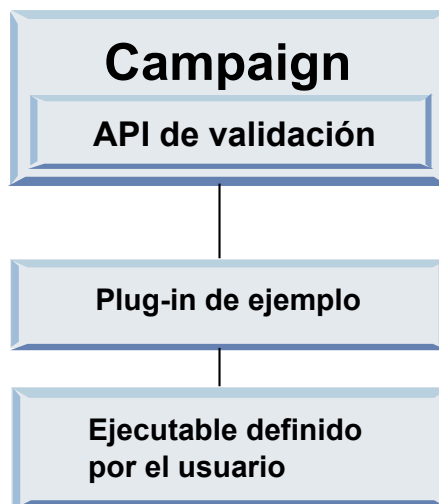 Campaign
API de validación
Plug-in de ejemplo
Ejecutable definido
por el usuario